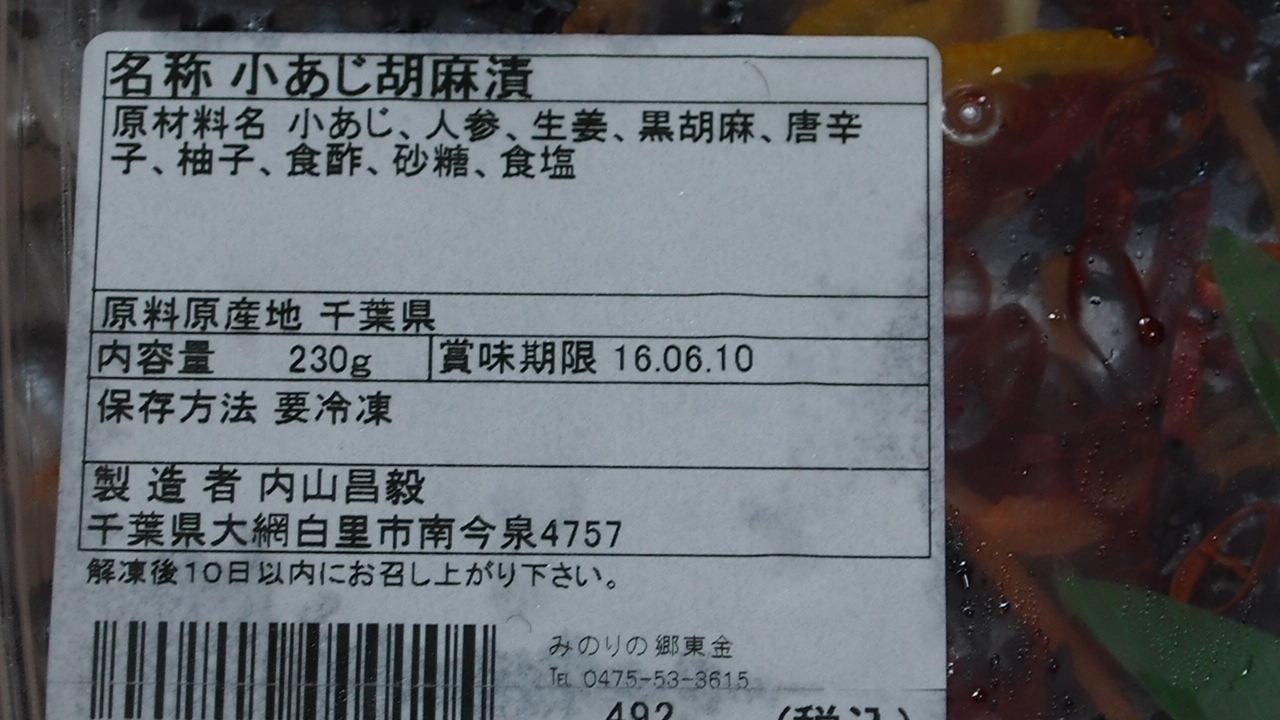 名称 小あじ胡麻漬
原材料名 小あじ、人参、生姜、黒胡麻、唐辛
子、柚子、食酢、砂糖、食塩
原料原産地 千葉県
内容量 230g 賞味期限 16.06.10
保存方法 要冷凍
製造者 内山昌毅
千葉県大網白里市南今泉4757
解凍後10日以内にお召し上がり下さい。
みのりの郷東金
TEL 0475-53-3615
492 (税込)